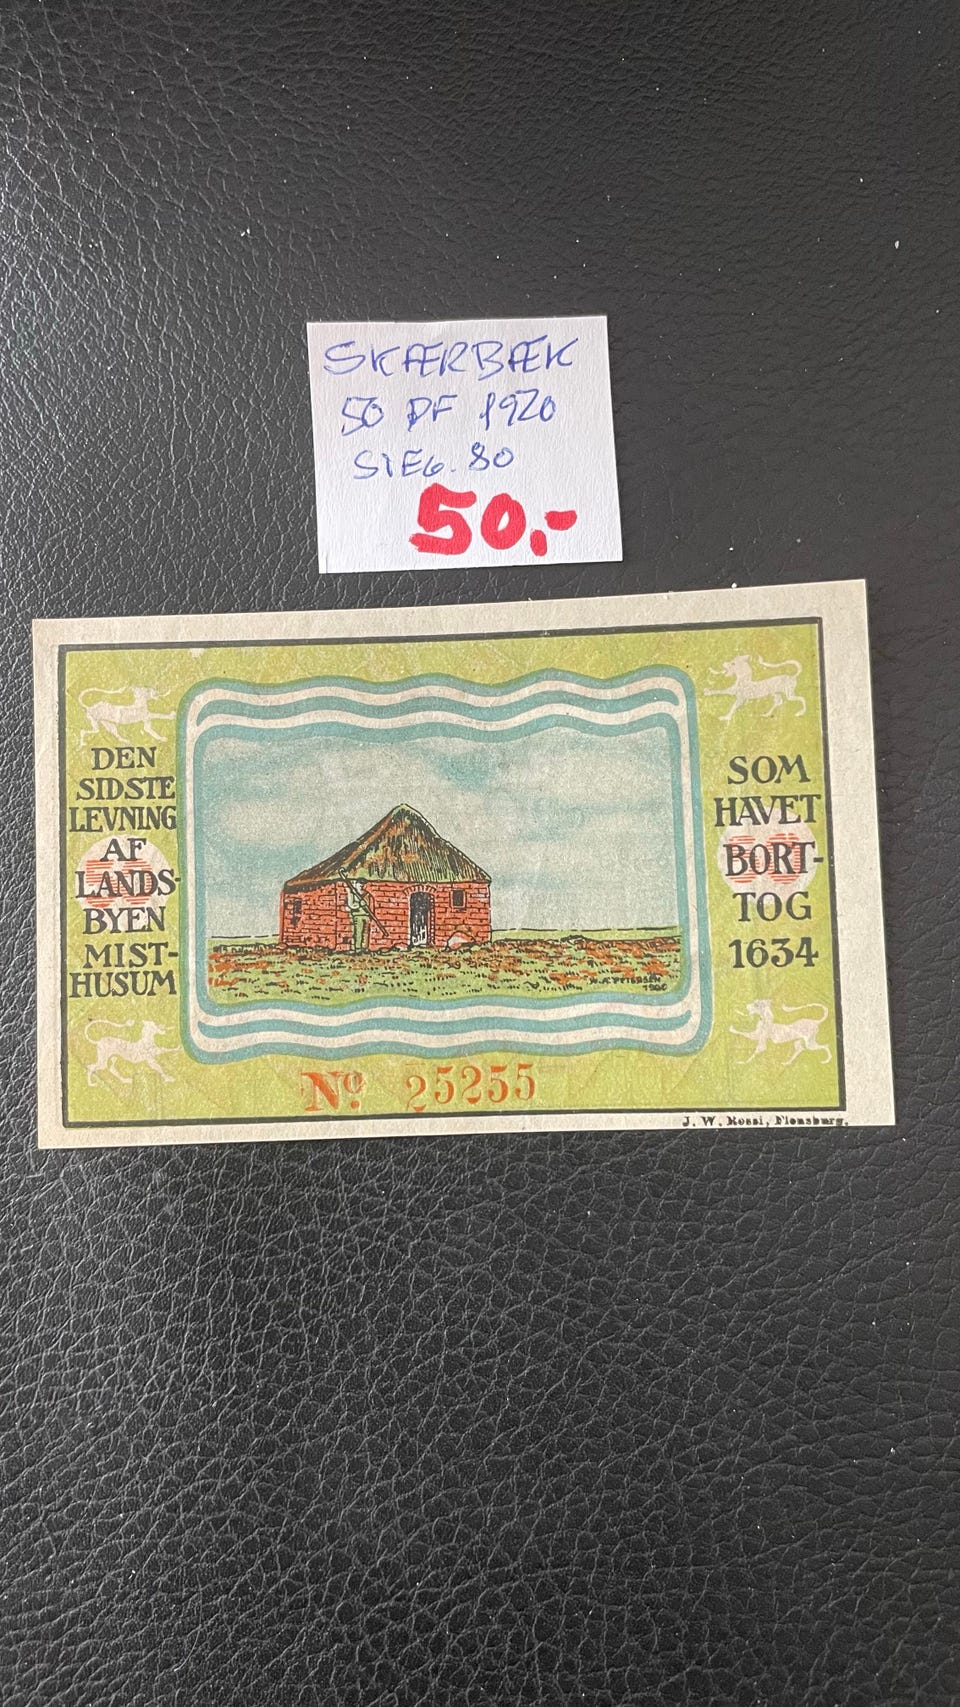 SKÆRBÆK
50 PF 1920
SIEG. 80
50,-
DEN
SIDSTE
LEVNING
AF
LANDS-
BYEN
MIST-
HUSUM
SOM
HAVET
BORT-
TOG
1634
No. 25255
J. W. Rossi, Flensburg.